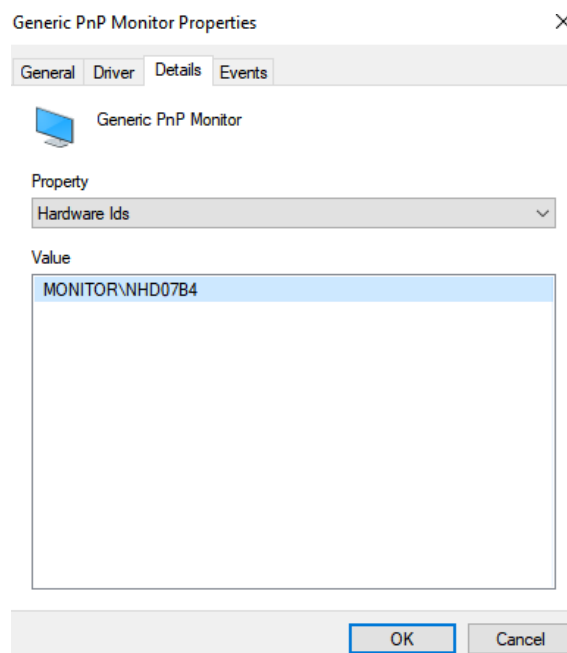 Generic PnP Monitor Properties
General Driver Details Events
Generic PnP Monitor
Property
Hardware Ids
Value
MONITOR\NHD07B4
OK Cancel